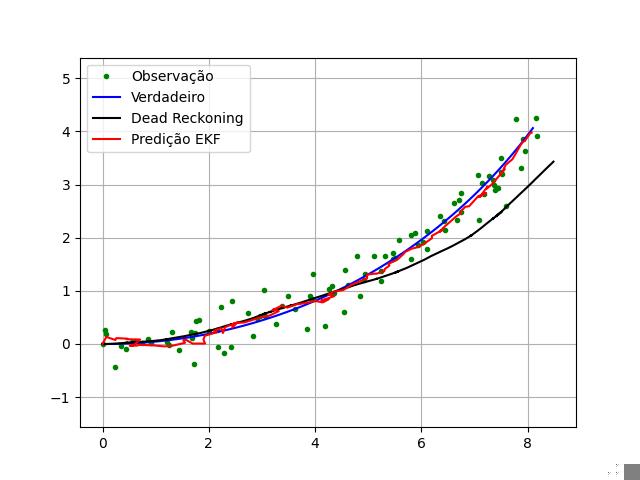 Observação
Verdadeiro
Dead Reckoning
Predição EKF
5
4
3
2
1
0
−1
0 2 4 6 8